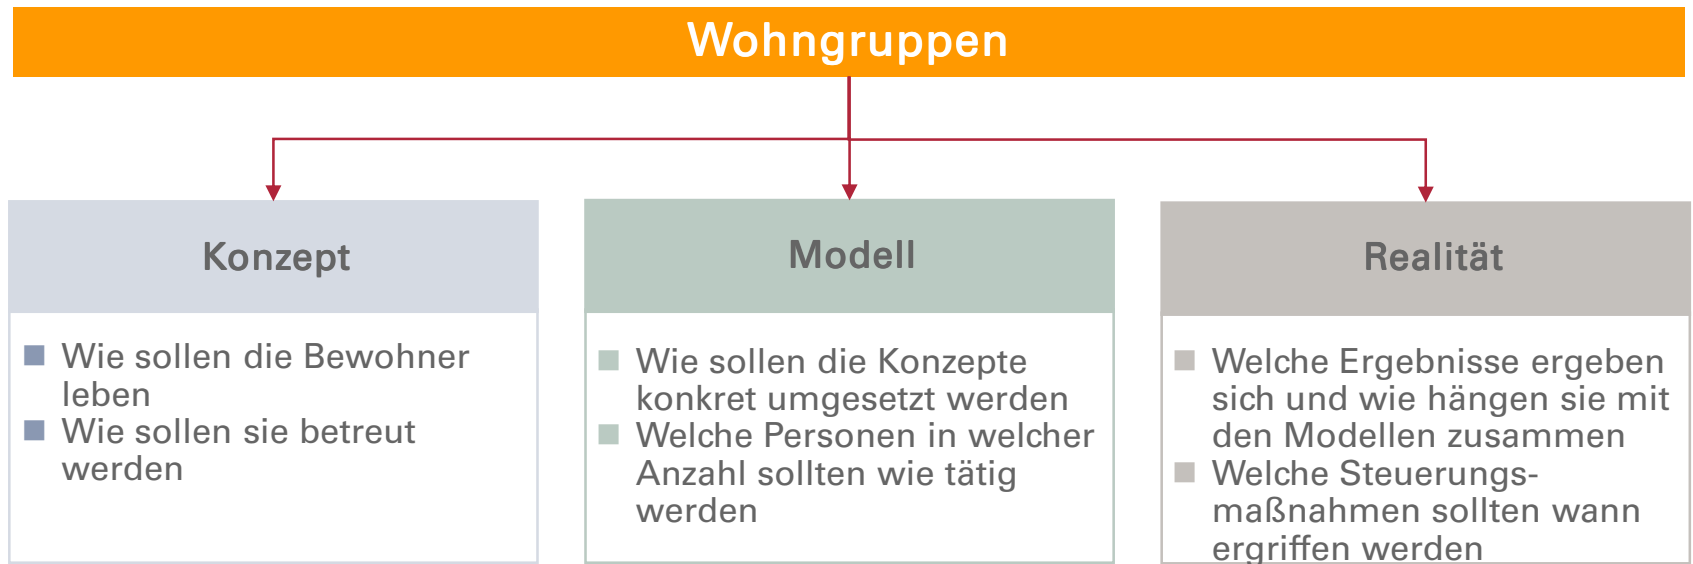 Wohngruppen
Konzept
Wie sollen die Bewohner
leben
Wie sollen sie betreut
werden
Modell
Wie sollen die Konzepte
konkret umgesetzt werden
Welche Personen in welcher
Anzahl sollten wie tätig
werden
Realität
Welche Ergebnisse ergeben
sich und wie hängen sie mit
den Modellen zusammen
Welche Steuerungs-
maßnahmen sollten wann
ergriffen werden